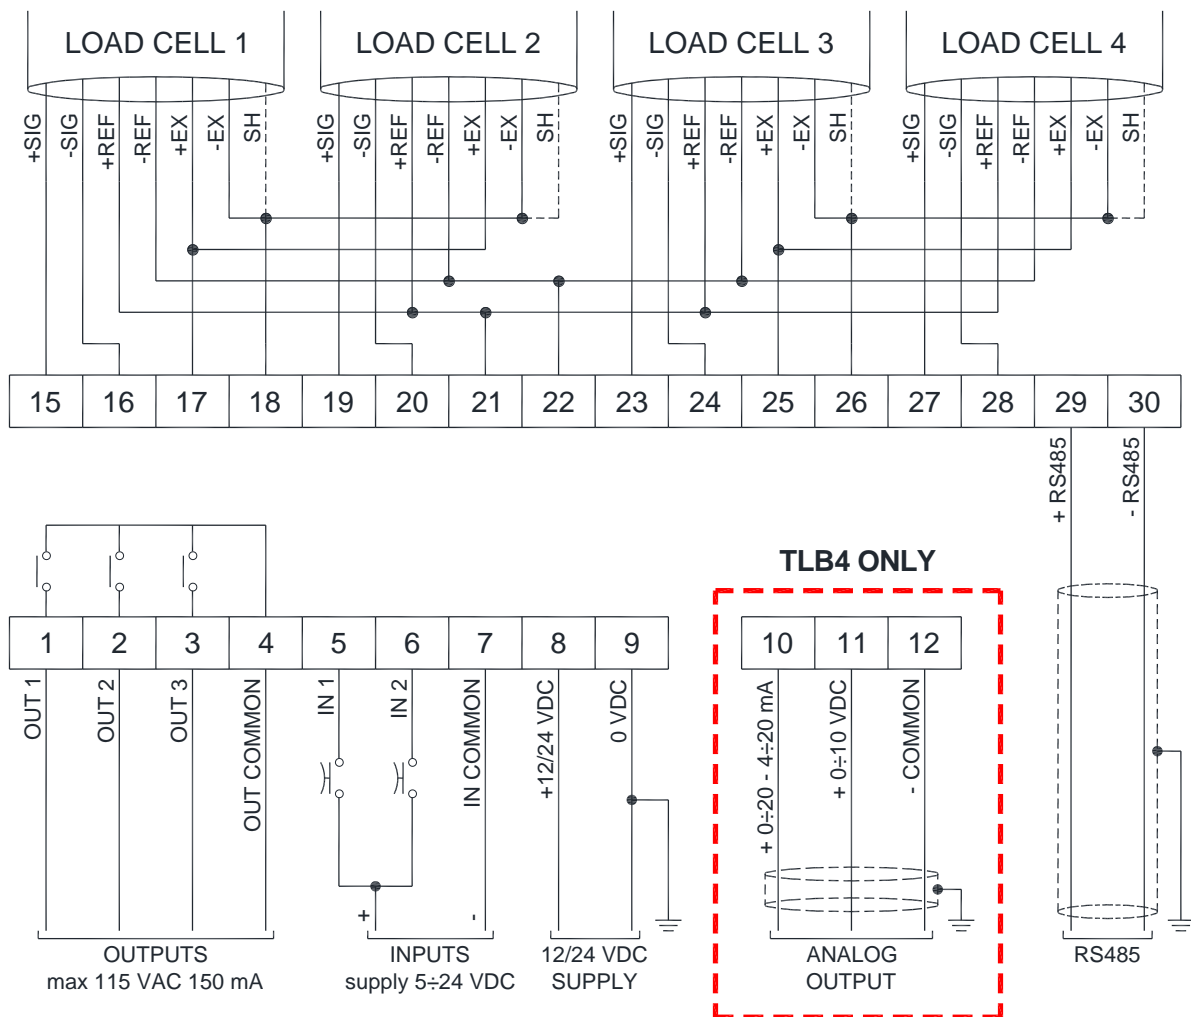 LOAD CELL 1
LOAD CELL 2
LOAD CELL 3
LOAD CELL 4
+SIG
-SIG
+REF
-REF
+EX
-EX
SH
+SIG
-SIG
+REF
-REF
+EX
-EX
SH
+SIG
-SIG
+REF
-REF
+EX
-EX
SH
+SIG
-SIG
+REF
-REF
+EX
-EX
SH
15 16 17 18 19 20 21 22 23 24 25 26 27 28 29 30
+ RS485
- RS485
TLB4 ONLY
1 2 3 4 5 6 7 8 9 10 11 12
OUT 1
OUT 2
OUT 3
OUT COMMON
IN 1
IN 2
IN COMMON
+12/24 VDC
0 VDC
+ 0÷20 - 4÷20 mA
+ 0÷10 VDC
- COMMON
+
-
OUTPUTS
max 115 VAC 150 mA
INPUTS
supply 5÷24 VDC
12/24 VDC
SUPPLY
ANALOG
OUTPUT
RS485